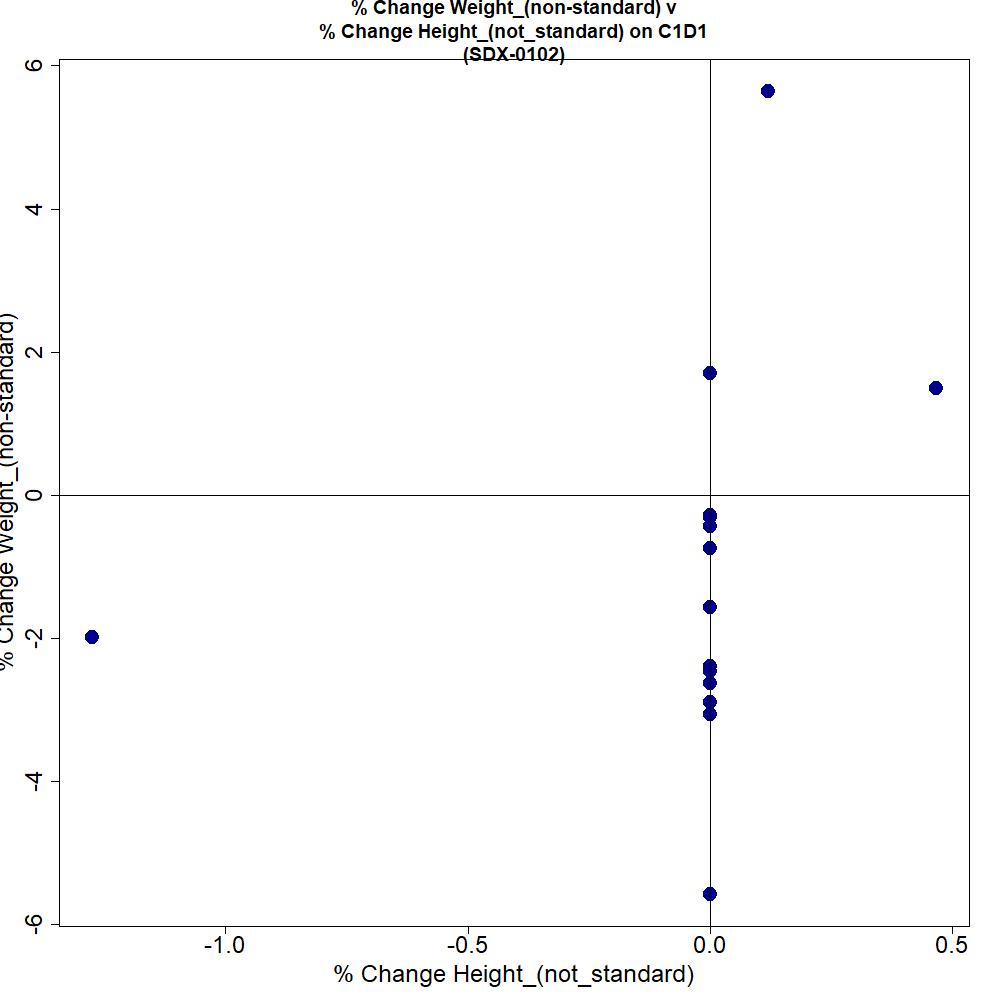 % Change Weight_(non-standard) v
% Change Height_(not_standard) on C1D1
(SDX-0102)
% Change Weight_(non-standard)
6
4
2
0
-2
-4
-6
-1.0
-0.5
0.0
0.5
% Change Height_(not_standard)